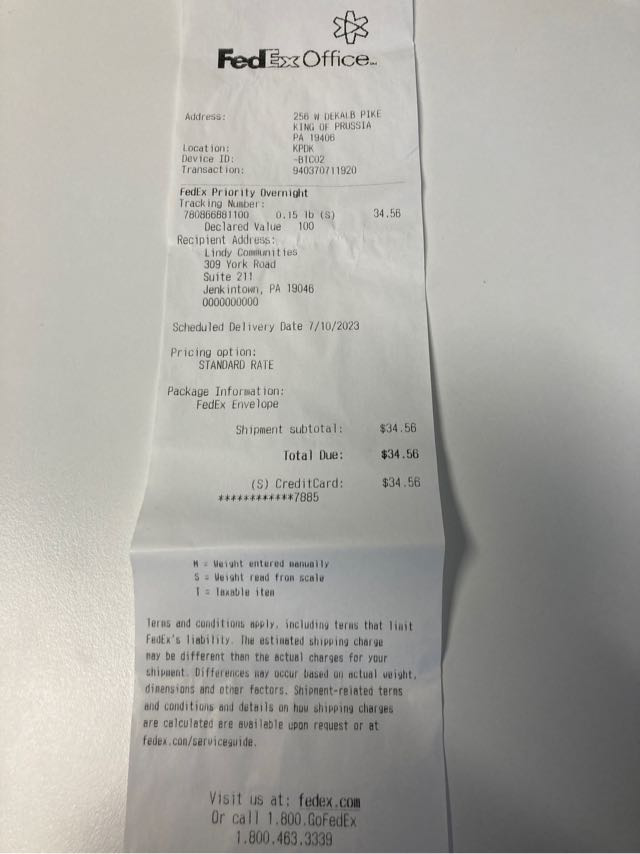 FedEx Office
Address: 256 W DEKALB PIKE
KING OF PRUSSIA
PA 19406
Location: KPDK
Device ID: -BTC02
Transaction: 940370711920
FedEx Priority Overnight
Tracking Number:
780866881100 0.15 lb (S) 34.56
Declared Value 100
Recipient Address:
Lindy Communities
309 York Road
Suite 211
Jenkintown, PA 19046
0000000000
Scheduled Delivery Date 7/10/2023
Pricing option:
STANDARD RATE
Package Information:
FedEx Envelope
Shipment subtotal: $34.56
Total Due: $34.56
(S) CreditCard: $34.56
************7885
M = Weight entered manually
S = Weight read from scale
T = Taxable item
Terms and conditions apply, including terms that limit
FedEx's liability. The estimated shipping charge
may be different than the actual charges for your
shipment. Differences may occur based on actual weight,
dimensions and other factors. Shipment-related terms
and conditions and details on how shipping charges
are calculated are available upon request or at
fedex.com/serviceguide.
Visit us at: fedex.com
Or call 1.800.GoFedEx
1.800.463.3339